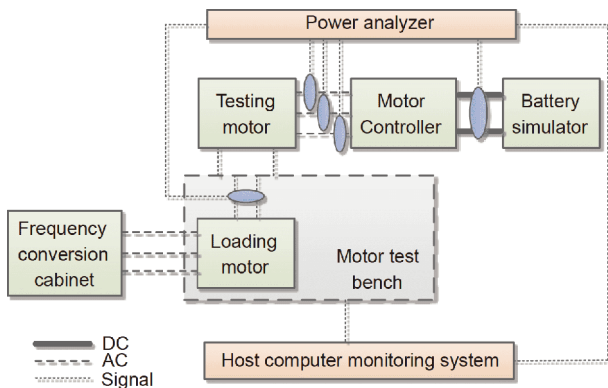 Power analyzer
Testing
motor
Motor
Controller
Battery
simulator
Frequency
conversion
cabinet
Loading
motor
Motor test
bench
DC
AC
Signal
Host computer monitoring system